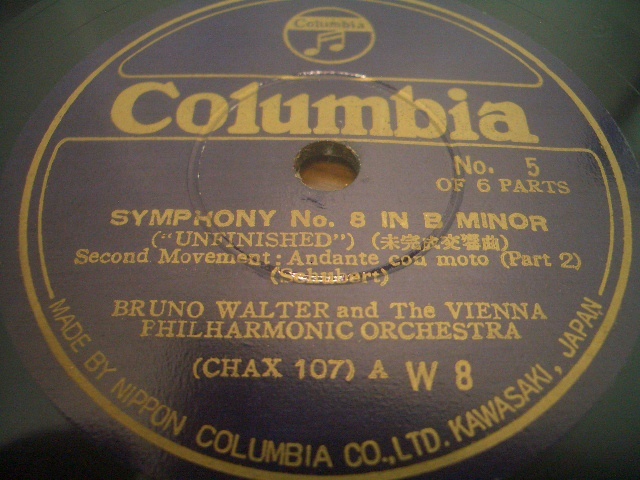 Columbia
Columbia
No. 5
OF 6 PARTS
SYMPHONY No. 8 IN B MINOR
("UNFINISHED") (未完成交響曲)
Second Movement: Andante con moto (Part 2)
(Schubert)
BRUNO WALTER and The VIENNA
PHILHARMONIC ORCHESTRA
(CHAX 107) A W 8
MADE BY NIPPON COLUMBIA CO., LTD. KAWASAKI, JAPAN